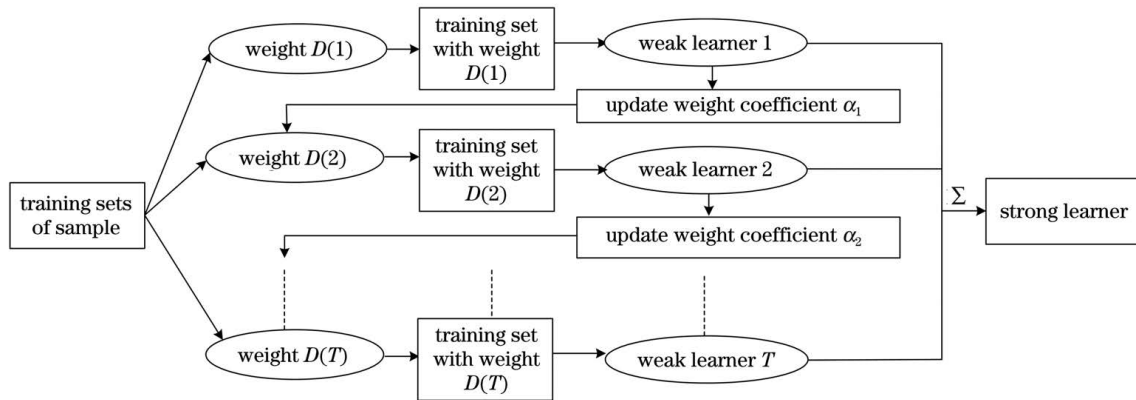 weight D(1)
training set
with weight
D(1)
weak learner 1
update weight coefficient α₁
weight D(2)
training set
with weight
D(2)
weak learner 2
training sets
of sample
Σ
strong learner
update weight coefficient α₂
weight D(T)
training set
with weight
D(T)
weak learner T